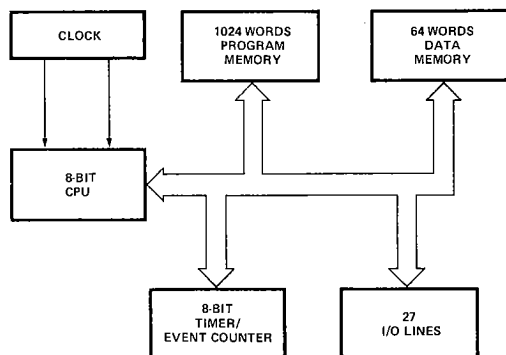 CLOCK
1024 WORDS
PROGRAM
MEMORY
64 WORDS
DATA
MEMORY
8-BIT
CPU
8-BIT
TIMER/
EVENT COUNTER
27
I/O LINES